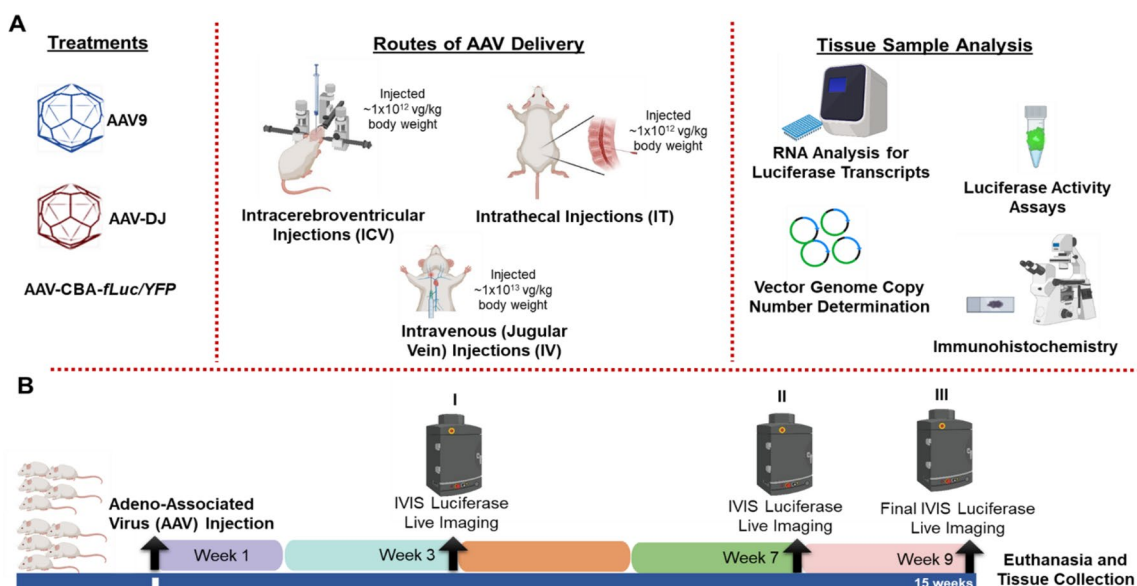 A
Treatments
AAV9
AAV-DJ
AAV-CBA-fLuc/YFP
Routes of AAV Delivery
Injected
~1x10¹² vg/kg
body weight
Intracerebroventricular
Injections (ICV)
Injected
~1x10¹² vg/kg
body weight
Intrathecal Injections (IT)
Injected
~1x10¹³ vg/kg
body weight
Intravenous (Jugular
Vein) Injections (IV)
Tissue Sample Analysis
RNA Analysis for
Luciferase Transcripts
Luciferase Activity
Assays
Vector Genome Copy
Number Determination
Immunohistochemistry
B
Adeno-Associated
Virus (AAV) Injection
I
IVIS Luciferase
Live Imaging
II
IVIS Luciferase
Live Imaging
III
Final IVIS Luciferase
Live Imaging
Week 1
Week 3
Week 7
Week 9
15 weeks
Euthanasia and
Tissue Collection